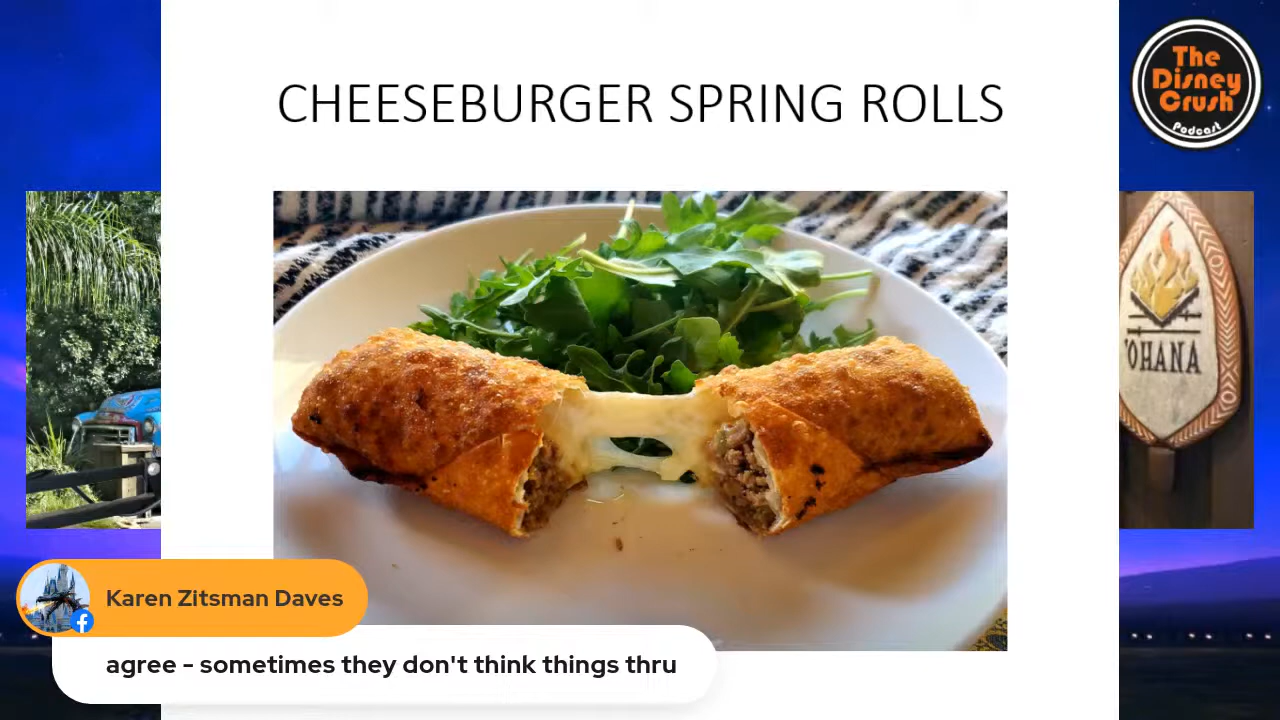 CHEESEBURGER SPRING ROLLS
The
Disney
Crush
Podcast
'OHANA
Karen Zitsman Daves
agree - sometimes they don't think things thru